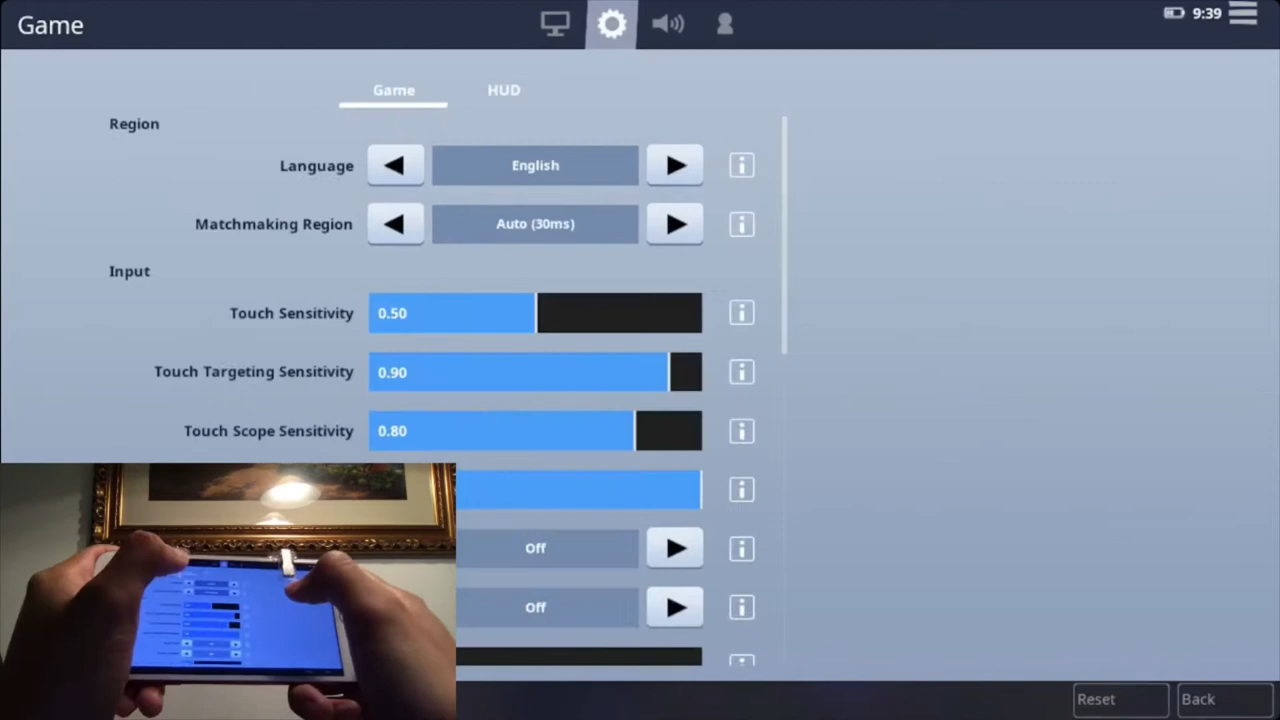 Game
9:39
Game HUD
Region
Language English
Matchmaking Region Auto (30ms)
Input
Touch Sensitivity 0.50
Touch Targeting Sensitivity 0.90
Touch Scope Sensitivity 0.80
Off
Off
Reset Back